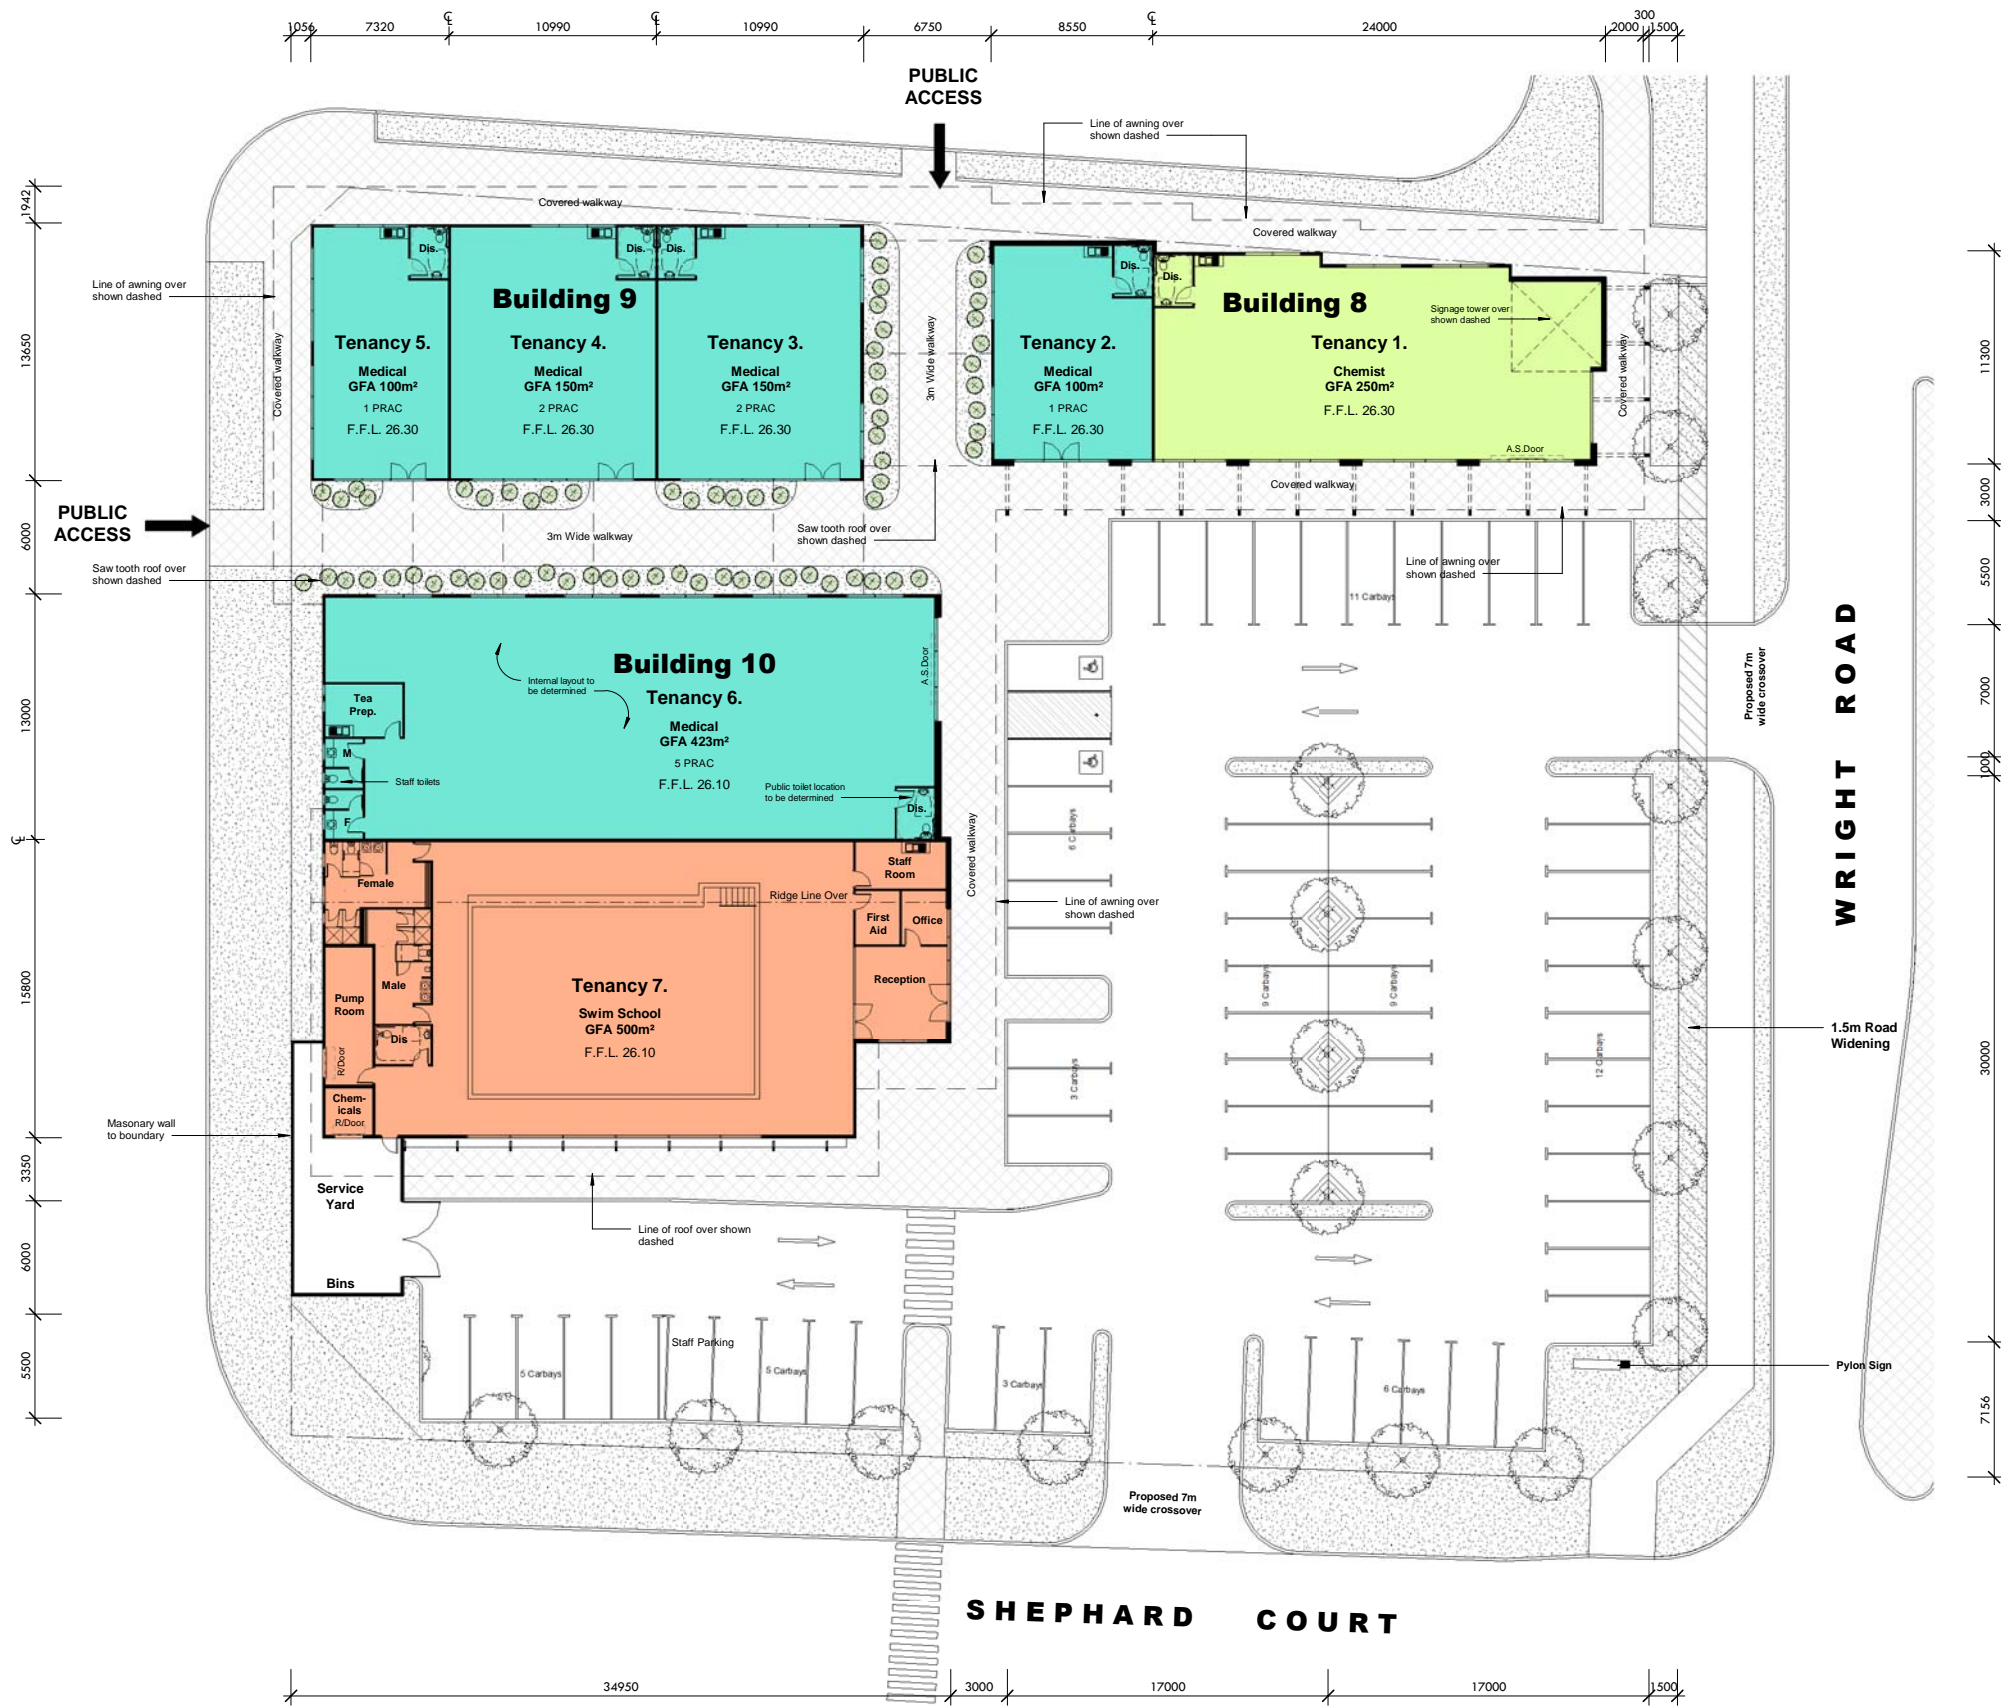 1056
7320
10990
10990
6750
8550
24000
300
2000
1500
PUBLIC
ACCESS
Line of awning over
shown dashed
1942
13650
6000
13000
15800
3350
6000
5500
11300
3000
5500
7000
1000
30000
7156
Covered walkway
Covered walkway
Line of awning over
shown dashed
Covered walkway
Dis.
Dis.
Dis.
Dis.
Dis.
Building 9
Building 8
Signage tower over
shown dashed
Tenancy 5.
Medical
GFA 100m²
1 PRAC
F.F.L. 26.30
Tenancy 4.
Medical
GFA 150m²
2 PRAC
F.F.L. 26.30
Tenancy 3.
Medical
GFA 150m²
2 PRAC
F.F.L. 26.30
3m Wide walkway
Tenancy 2.
Medical
GFA 100m²
1 PRAC
F.F.L. 26.30
Tenancy 1.
Chemist
GFA 250m²
F.F.L. 26.30
A.S.Door
Covered walkway
Covered walkway
PUBLIC
ACCESS
3m Wide walkway
Saw tooth roof over
shown dashed
Line of awning over
shown dashed
Saw tooth roof over
shown dashed
11 Carbays
Building 10
Internal layout to
be determined
A.S.Door
Tenancy 6.
Medical
GFA 423m²
5 PRAC
F.F.L. 26.10
Tea
Prep.
M
Staff toilets
F
Public toilet location
to be determined
Dis.
Covered walkway
Proposed 7m
wide crossover
WRIGHT ROAD
6 Carbays
Staff
Room
Female
Ridge Line Over
First
Aid
Office
Line of awning over
shown dashed
Reception
Male
Pump
Room
Dis
R/Door
Tenancy 7.
Swim School
GFA 500m²
F.F.L. 26.10
Chem-
icals
R/Door
9 Carbays
9 Carbays
12 Carbays
3 Carbays
1.5m Road
Widening
Masonary wall
to boundary
Service
Yard
Line of roof over shown
dashed
Bins
Staff Parking
5 Carbays
5 Carbays
3 Carbays
6 Carbays
Pylon Sign
Proposed 7m
wide crossover
SHEPHARD COURT
34950
3000
17000
17000
1500